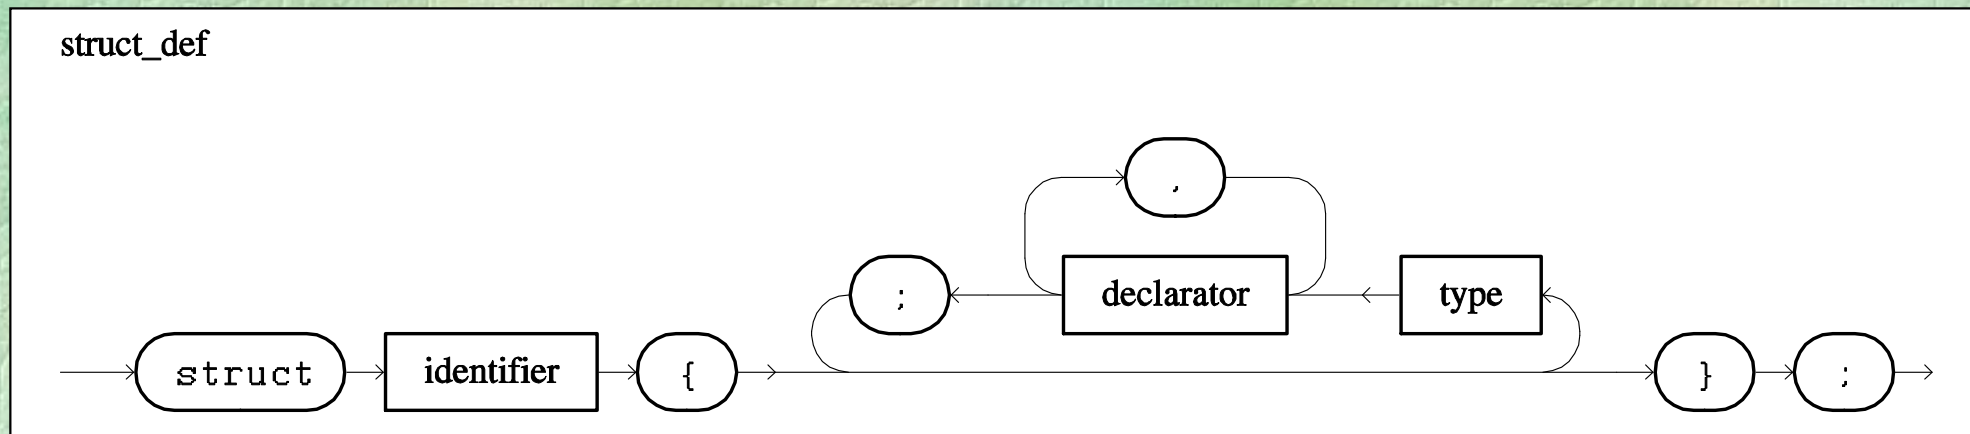 struct_def
,
; declarator type
struct identifier { } ;